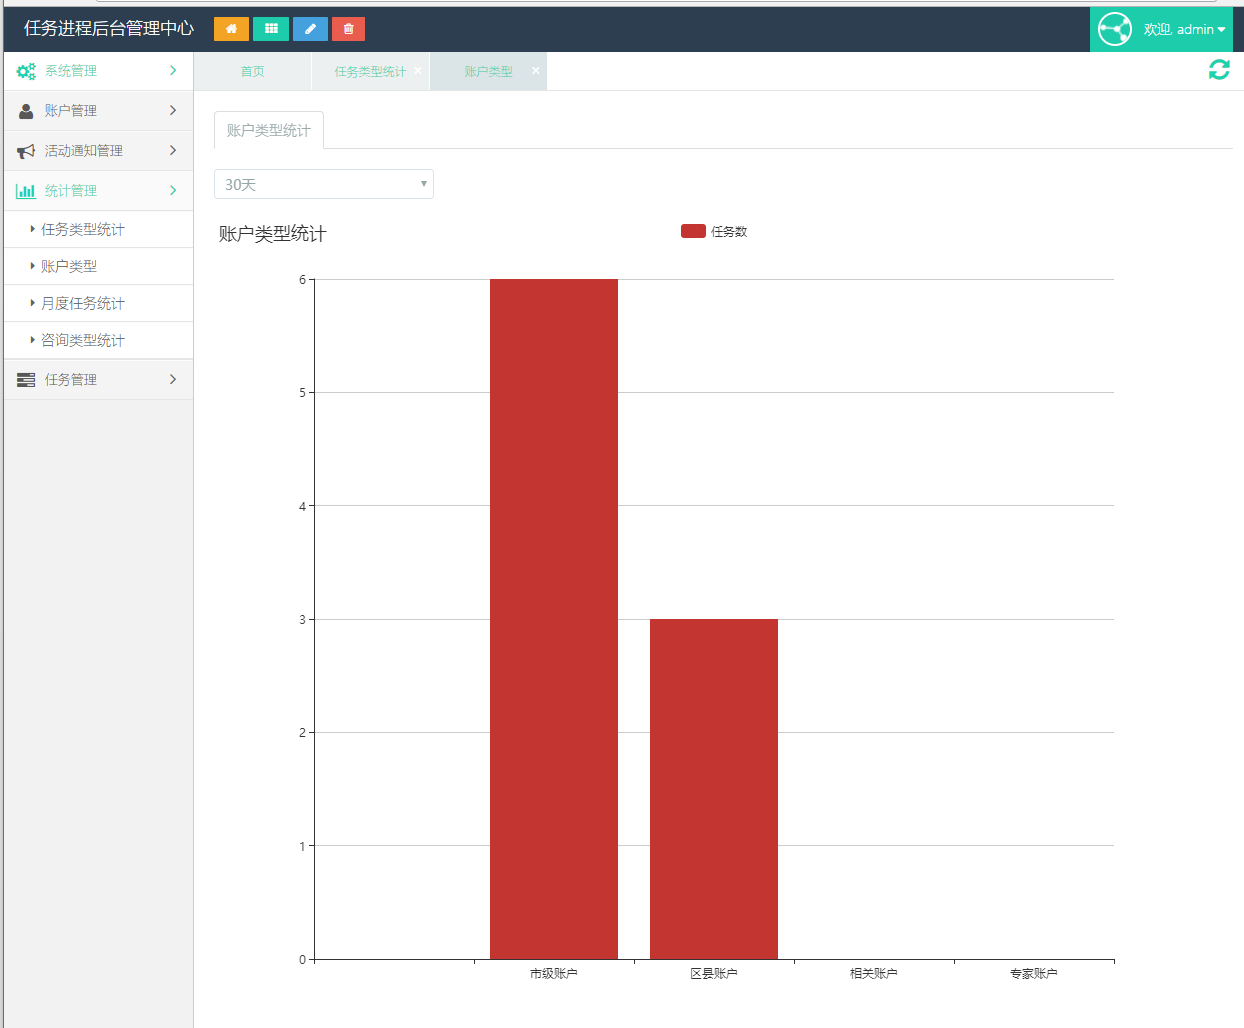 任务进程后台管理中心
欢迎, admin
系统管理
账户管理
活动通知管理
统计管理
任务类型统计
账户类型
月度任务统计
咨询类型统计
任务管理
首页
任务类型统计 ×
账户类型 ×
账户类型统计
30天
账户类型统计
任务数
6
5
4
3
2
1
0
市级账户
区县账户
相关账户
专家账户